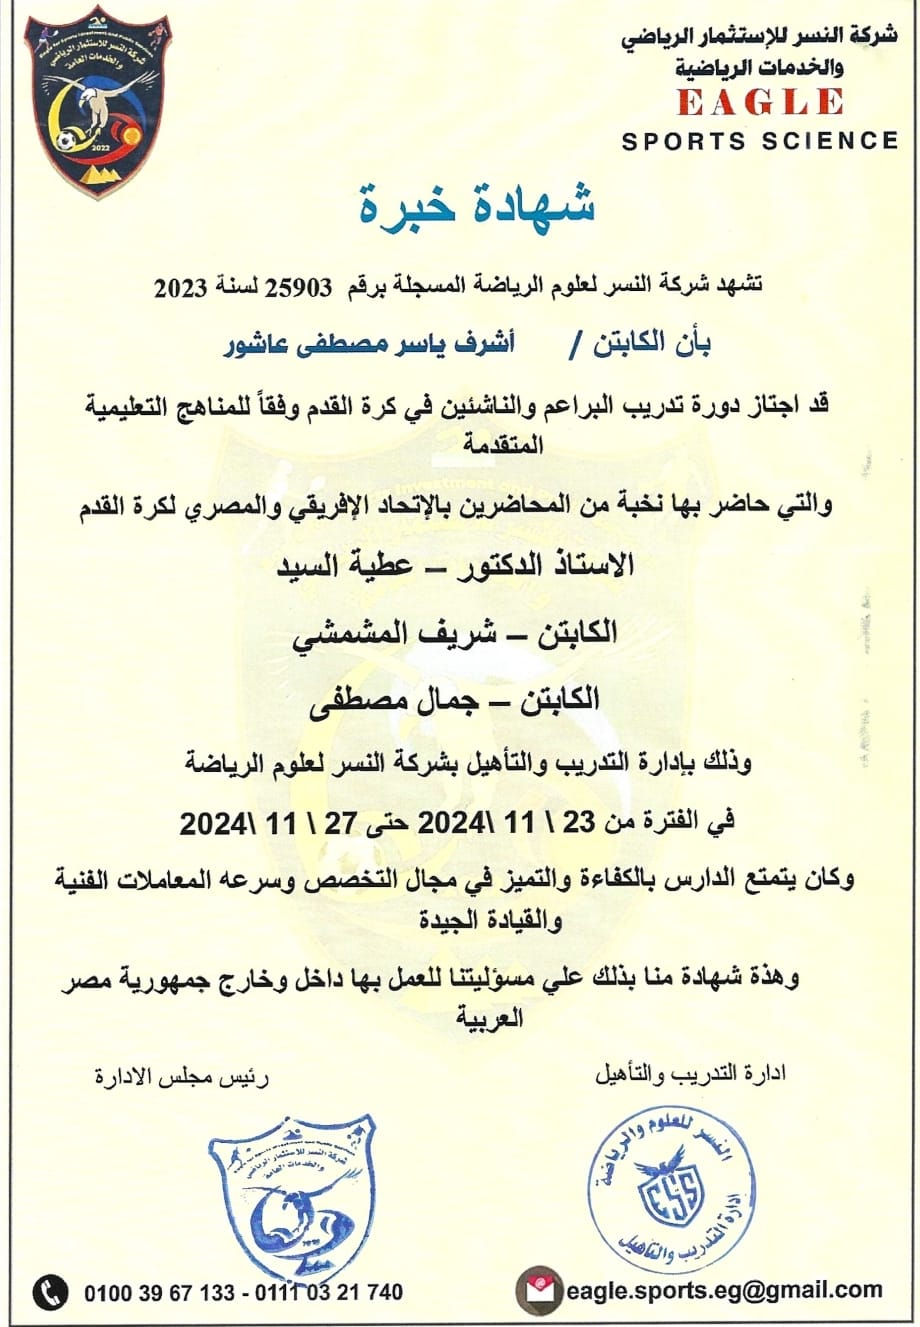 شركة النسر للاستثمار الرياضي
والخدمات العامة
2022
شركة النسر للإستثمار الرياضي
والخدمات الرياضية
EAGLE
SPORTS SCIENCE
شهادة خبرة
تشهد شركة النسر لعلوم الرياضة المسجلة برقم 25903 لسنة 2023
بأن الكابتن / أشرف ياسر مصطفى عاشور
قد اجتاز دورة تدريب البراعم والناشئين في كرة القدم وفقاً للمناهج التعليمية
المتقدمة
والتي حاضر بها نخبة من المحاضرين بالإتحاد الإفريقي والمصري لكرة القدم
الاستاذ الدكتور – عطية السيد
الكابتن – شريف المشمشي
الكابتن – جمال مصطفى
وذلك بإدارة التدريب والتأهيل بشركة النسر لعلوم الرياضة
في الفترة من 23 \ 11 \2024 حتى 27 \ 11 \2024
وكان يتمتع الدارس بالكفاءة والتميز في مجال التخصص وسرعه المعاملات الفنية
والقيادة الجيدة
وهذة شهادة منا بذلك علي مسؤليتنا للعمل بها داخل وخارج جمهورية مصر
العربية
ادارة التدريب والتأهيل
رئيس مجلس الادارة
النسر للعلوم والرياضة
ESS
ادارة التدريب والتأهيل
شركة النسر للاستثمار الرياضي
والخدمات العامة
0100 39 67 133 - 0111 03 21 740
eagle.sports.eg@gmail.com